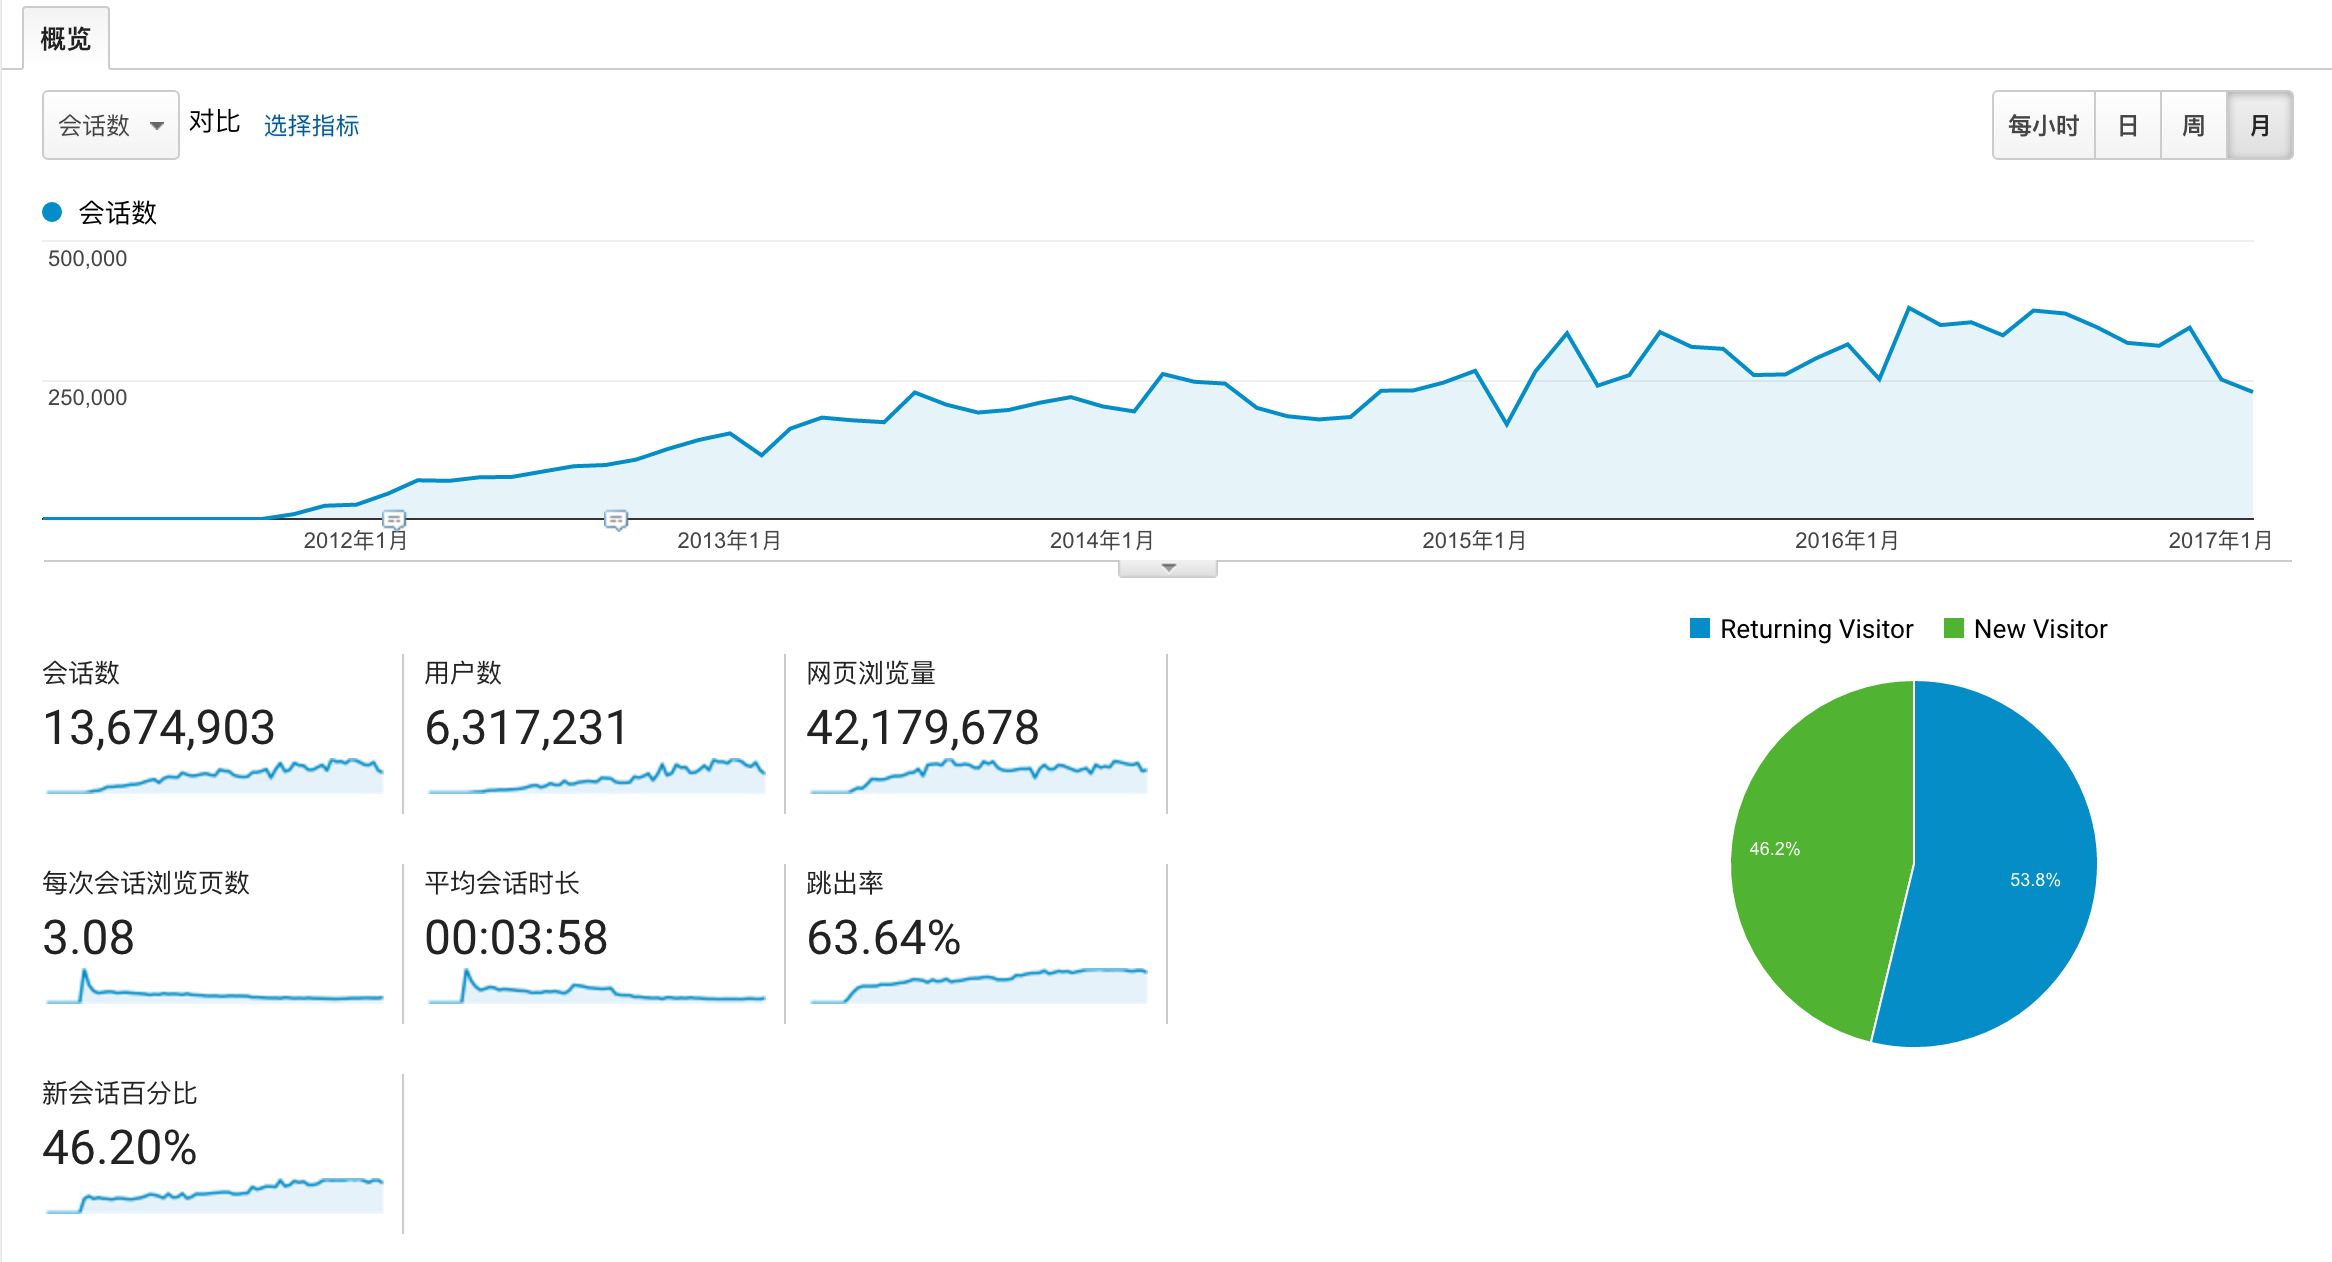 概览
会话数 对比 选择指标
每小时 日 周 月
会话数
500,000
250,000
2012年1月 2013年1月 2014年1月 2015年1月 2016年1月 2017年1月
Returning Visitor New Visitor
会话数 用户数 网页浏览量
13,674,903 6,317,231 42,179,678
46.2%
53.8%
每次会话浏览页数 平均会话时长 跳出率
3.08 00:03:58 63.64%
新会话百分比
46.20%